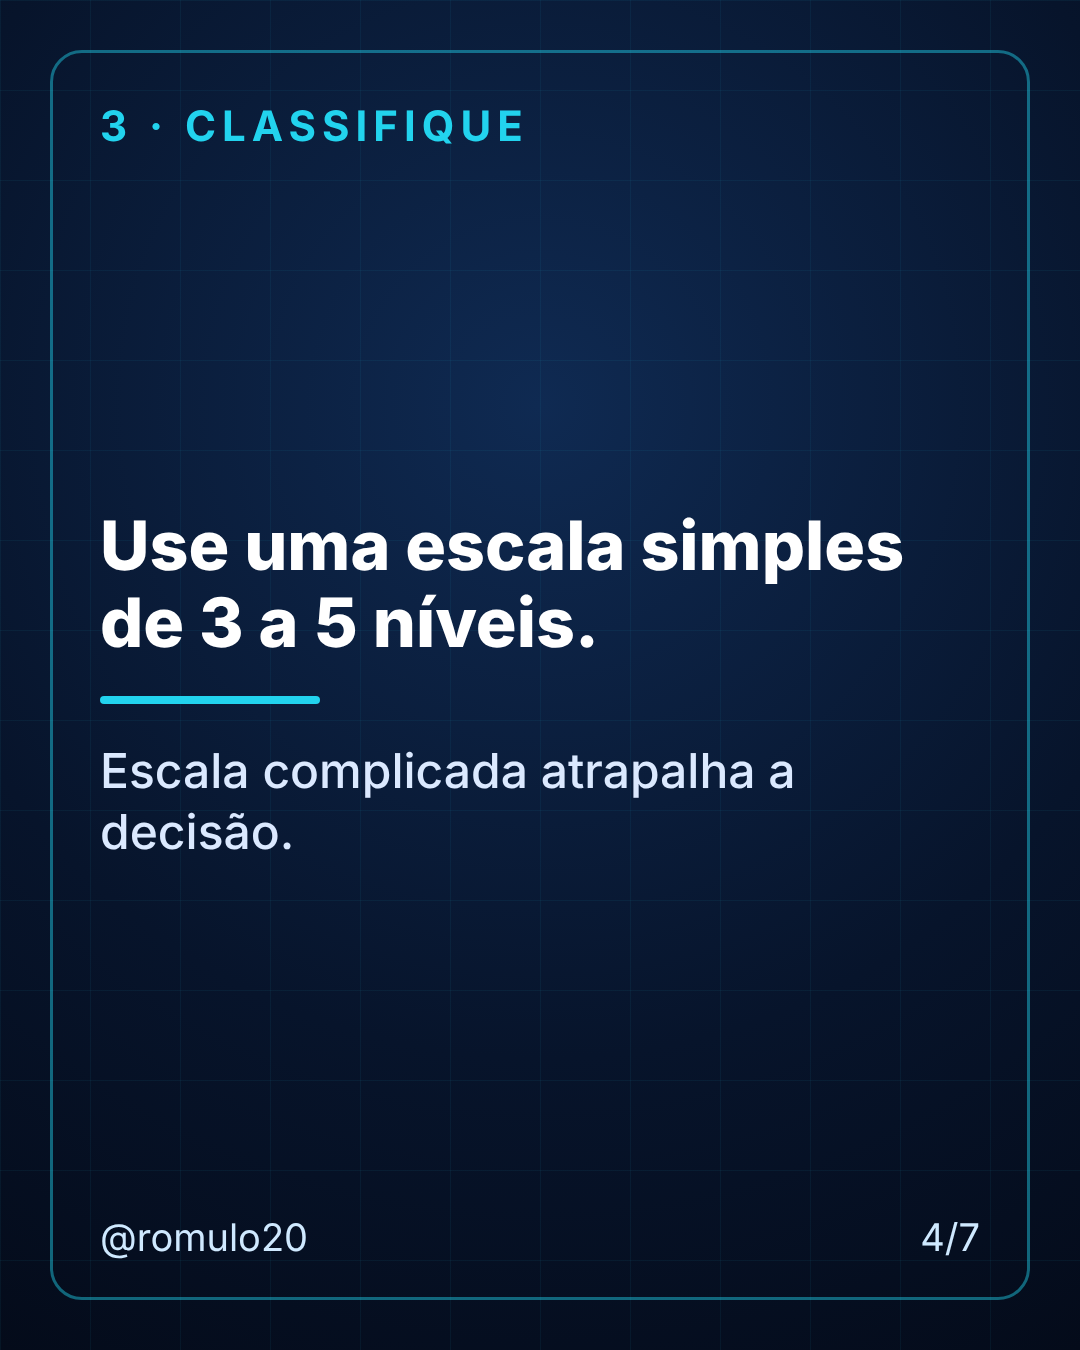 3 · CLASSIFIQUE
Use uma escala simples
de 3 a 5 níveis.
Escala complicada atrapalha a
decisão.
@romulo20
4/7